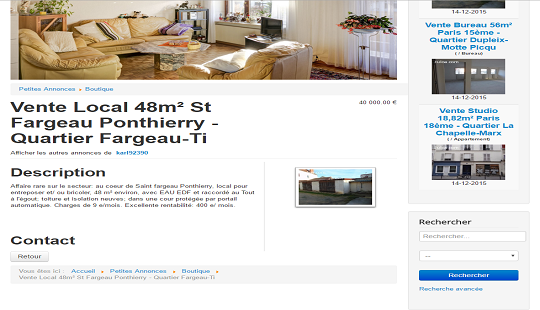 Petites Annonces
Boutique
Vente Local 48m² St
Fargeau Ponthierry -
Quartier Fargeau-Ti
40 000.00 €
Afficher les autres annonces de karl92390
Description
Affaire rare sur le secteur: au coeur de Saint fargeau Ponthierry, local pour
entreposer et/ ou bricoler, 48 m² environ, avec EAU EDF et raccordé au Tout
à l'égout; toiture et isolation neuves; dans une cour protégée par portail
automatique. Charges de 9 e/mois. Excellente rentabilité: 400 e/ mois.
Contact
Retour
Vous êtes ici : Accueil Petites Annonces Boutique
Vente Local 48m² St Fargeau Ponthierry - Quartier Fargeau-Ti
14-12-2015
Vente Bureau 56m²
Paris 15ème -
Quartier Dupleix-
Motte Picqu
( / Bureau)
14-12-2015
Vente Studio
18,82m² Paris
18ème - Quartier La
Chapelle-Marx
( / Appartement)
14-12-2015
Rechercher
Rechercher...
--
Rechercher
Recherche avancée